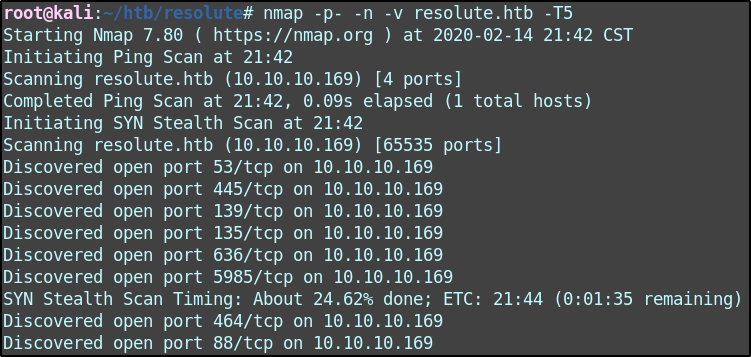 root@kali:~/htb/resolute# nmap -p- -n -v resolute.htb -T5
Starting Nmap 7.80 ( https://nmap.org ) at 2020-02-14 21:42 CST
Initiating Ping Scan at 21:42
Scanning resolute.htb (10.10.10.169) [4 ports]
Completed Ping Scan at 21:42, 0.09s elapsed (1 total hosts)
Initiating SYN Stealth Scan at 21:42
Scanning resolute.htb (10.10.10.169) [65535 ports]
Discovered open port 53/tcp on 10.10.10.169
Discovered open port 445/tcp on 10.10.10.169
Discovered open port 139/tcp on 10.10.10.169
Discovered open port 135/tcp on 10.10.10.169
Discovered open port 636/tcp on 10.10.10.169
Discovered open port 5985/tcp on 10.10.10.169
SYN Stealth Scan Timing: About 24.62% done; ETC: 21:44 (0:01:35 remaining)
Discovered open port 464/tcp on 10.10.10.169
Discovered open port 88/tcp on 10.10.10.169